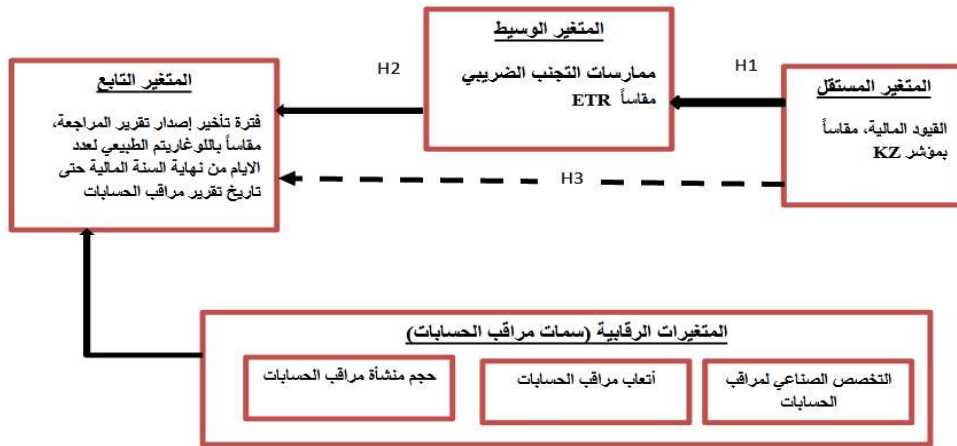 المتغير المستقل
القيود المالية، مقاساً
بمؤشر KZ
H1
المتغير الوسيط
ممارسات التجنب الضريبي
مقاساً ETR
H2
المتغير التابع
فترة تأخير إصدار تقرير المراجعة،
مقاساً باللوغاريتم الطبيعي لعدد
الايام من نهاية السنة المالية حتى
تاريخ تقرير مراقب الحسابات
H3
المتغيرات الرقابية (سمات مراقب الحسابات)
التخصص الصناعي لمراقب
الحسابات
أتعاب مراقب الحسابات
حجم منشأة مراقب الحسابات